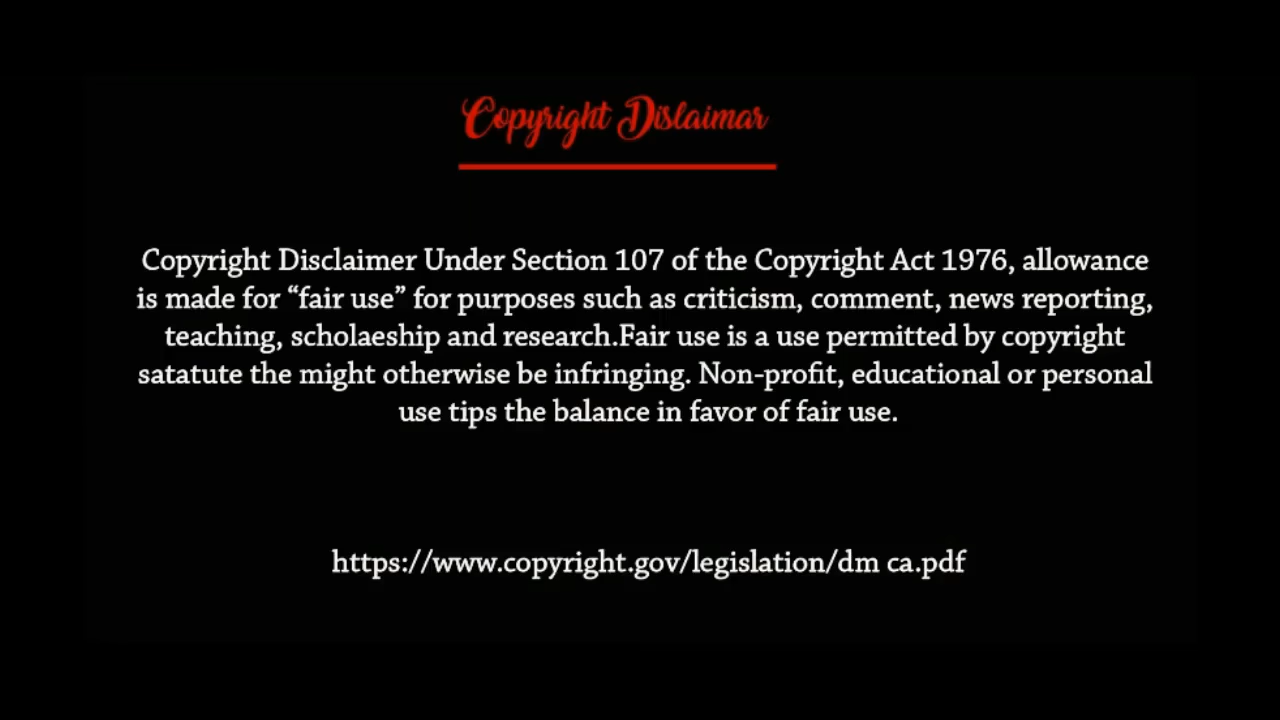 Copyright Dislaimar
Copyright Disclaimer Under Section 107 of the Copyright Act 1976, allowance
is made for “fair use” for purposes such as criticism, comment, news reporting,
teaching, scholaeship and research.Fair use is a use permitted by copyright
satatute the might otherwise be infringing. Non-profit, educational or personal
use tips the balance in favor of fair use.
https://www.copyright.gov/legislation/dm ca.pdf